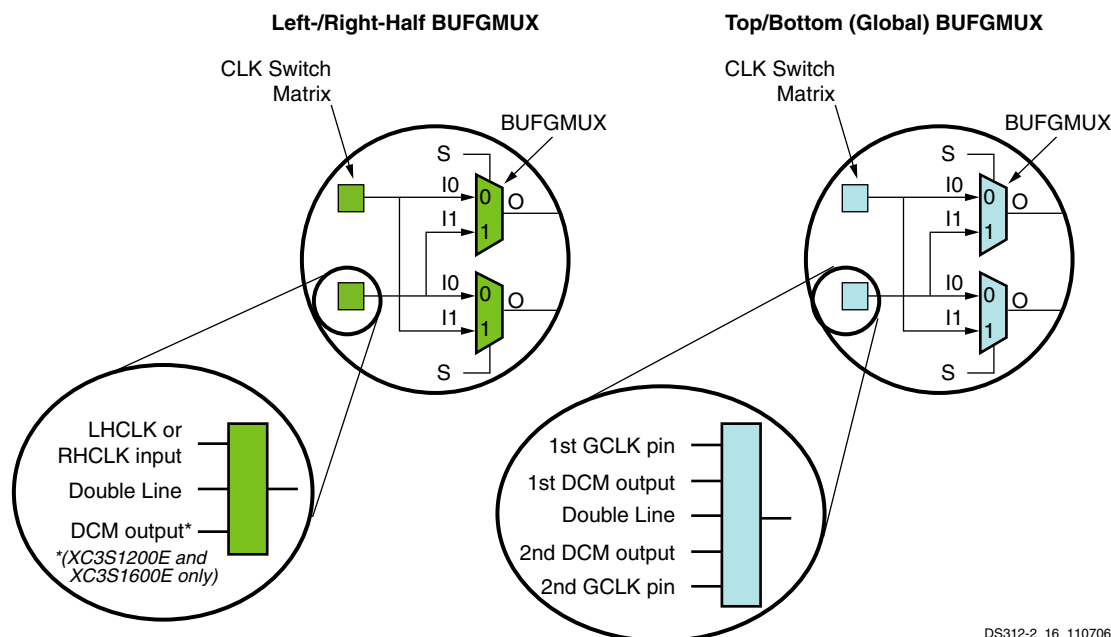 Left-/Right-Half BUFGMUX
CLK Switch
Matrix
BUFGMUX
S
I0
0
O
I1
1
I0
0
O
I1
1
S
LHCLK or
RHCLK input
Double Line
DCM output*
*(XC3S1200E and
XC3S1600E only)
Top/Bottom (Global) BUFGMUX
CLK Switch
Matrix
BUFGMUX
S
I0
0
O
I1
1
I0
0
O
I1
1
S
1st GCLK pin
1st DCM output
Double Line
2nd DCM output
2nd GCLK pin
DS312-2_16_110706